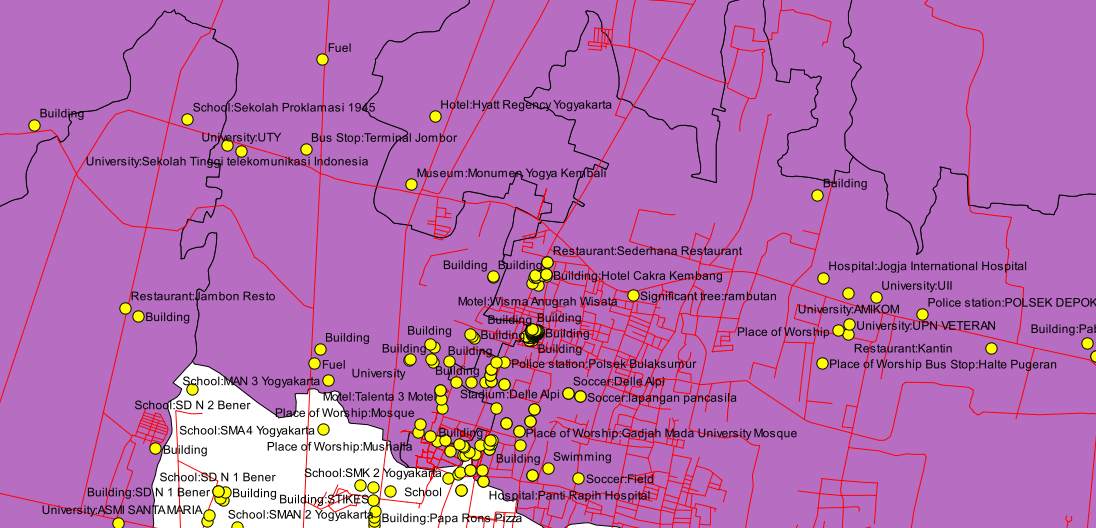 Fuel
School:Sekolah Proklamasi 1945
Hotel:Hyatt Regency Yogyakarta
Building
University:UTY
Bus Stop:Terminal Jombor
University:Sekolah Tinggi telekomunikasi Indonesia
Museum:Monumen Yogya Kembali
Building
Restaurant:Sederhana Restaurant
Building
Building
Hospital:Jogja International Hospital
Building:Hotel Cakra Kembang
University:UII
Restaurant:Jambon Resto
Significant tree:rambutan
Motel:Wisma Anugrah Wisata
Police station:POLSEK DEPOK
University:AMIKOM
Building
Building
Building
University:UPN VETERAN
Building
Building
Building
Place of Worship
Building:Pab
Building
Building
Building
Building
Restaurant:Kantin
Fuel
Police station:Polsek Bulaksumur
Place of Worship
Bus Stop:Halte Pugeran
University
Building
School:MAN 3 Yogyakarta
Soccer:Delle Alpi
Motel:Talenta 3 Motel
Stadium:Delle Alpi
Soccer:lapangan pancasila
School:SD N 2 Bener
Place of Worship:Mosque
School:SMA4 Yogyakarta
Building
Place of Worship:Gadjah Mada University Mosque
Building
Place of Worship:Mushalla
Building
Swimming
School:SD N 1 Bener
School:SMK 2 Yogyakarta
Soccer:Field
Building:SD N 1 Bener
Building
Building:STIKES
School
Hospital:Panti Rapih Hospital
University:ASMI SANTA MARIA
School:SMAN 2 Yogyakarta
Building:Papa Rons Pizza